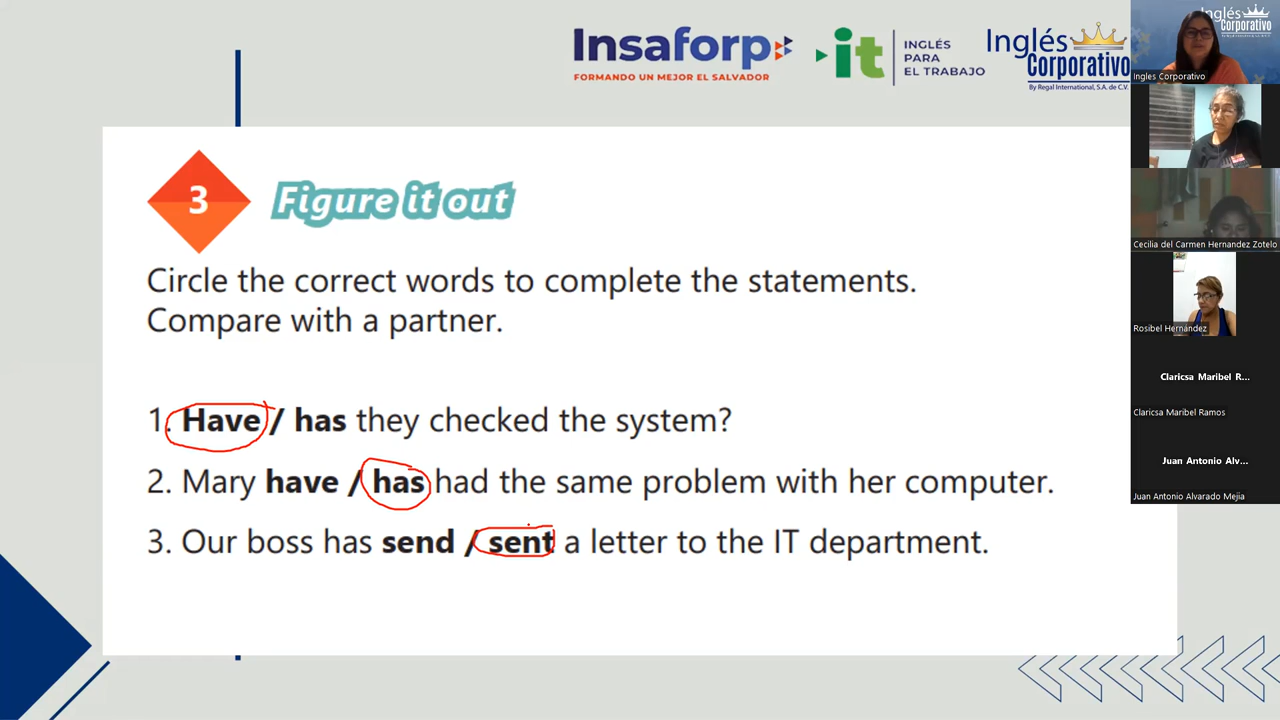 Insaforp
FORMANDO UN MEJOR EL SALVADOR
it
INGLÉS
PARA
EL TRABAJO
Inglés
Corporativo
By Regal International, S.A. de C.V.
3
Figure it out
Circle the correct words to complete the statements.
Compare with a partner.
1. Have / has they checked the system?
2. Mary have / has had the same problem with her computer.
3. Our boss has send / sent a letter to the IT department.
Inglés
Corporativo
Ingles Corporativo
Cecilia del Carmen Hernandez Zotelo
Rosibel Hernández
Claricsa Maribel R...
Claricsa Maribel Ramos
Juan Antonio Alv...
Juan Antonio Alvarado Mejia